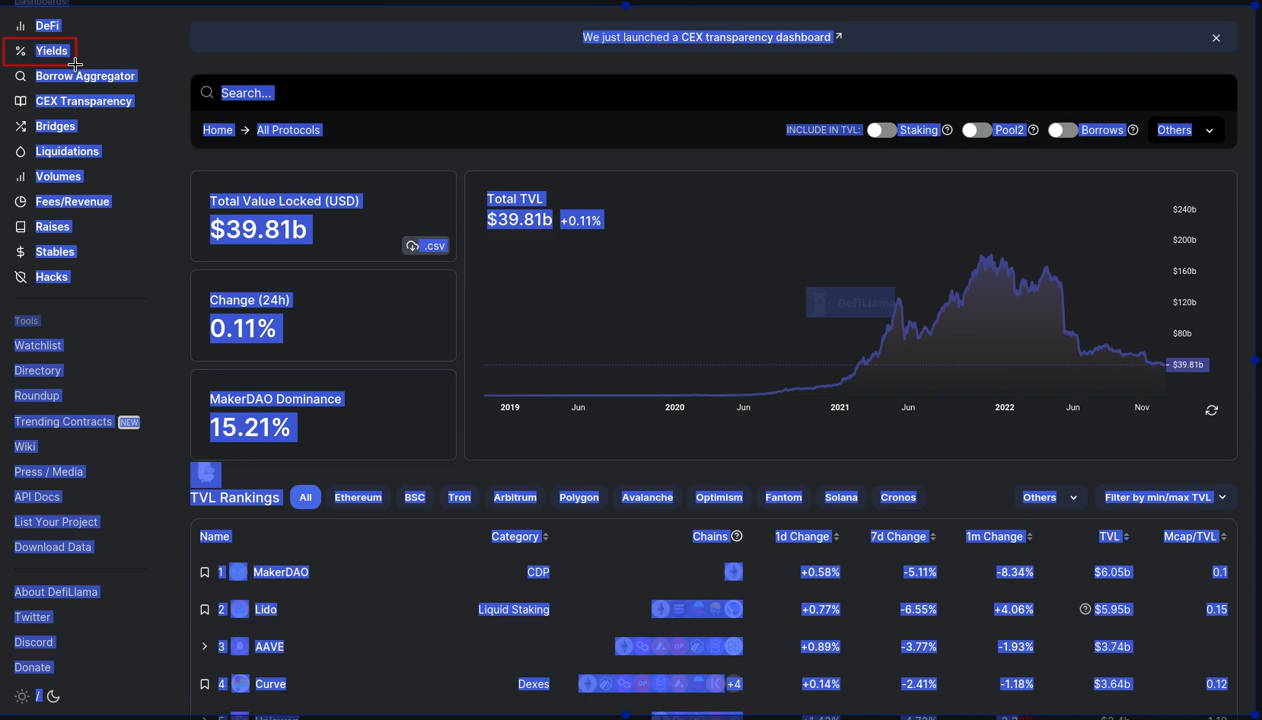 Dashboards
DeFi
Yields
Borrow Aggregator
CEX Transparency
Bridges
Liquidations
Volumes
Fees/Revenue
Raises
Stables
Hacks
Tools
Watchlist
Directory
Roundup
Trending Contracts NEW
Wiki
Press / Media
API Docs
List Your Project
Download Data
About DefiLlama
Twitter
Discord
Donate
/
We just launched a CEX transparency dashboard
Search...
Home → All Protocols
INCLUDE IN TVL: Staking Pool2 Borrows Others
Total Value Locked (USD)
$39.81b
.csv
Change (24h)
0.11%
MakerDAO Dominance
15.21%
Total TVL
$39.81b +0.11%
$240b
$200b
$160b
$120b
$80b
$39.81b
DefiLlama
2019 Jun 2020 Jun 2021 Jun 2022 Jun Nov
TVL Rankings All Ethereum BSC Tron Arbitrum Polygon Avalanche Optimism Fantom Solana Cronos Others Filter by min/max TVL
Name Category Chains 1d Change 7d Change 1m Change TVL Mcap/TVL
1 MakerDAO CDP +0.58% -5.11% -8.34% $6.05b 0.1
2 Lido Liquid Staking +0.77% -6.55% +4.06% $5.95b 0.15
3 AAVE +0.89% -3.77% -1.93% $3.74b
4 Curve Dexes +4 +0.14% -2.41% -1.18% $3.64b 0.12